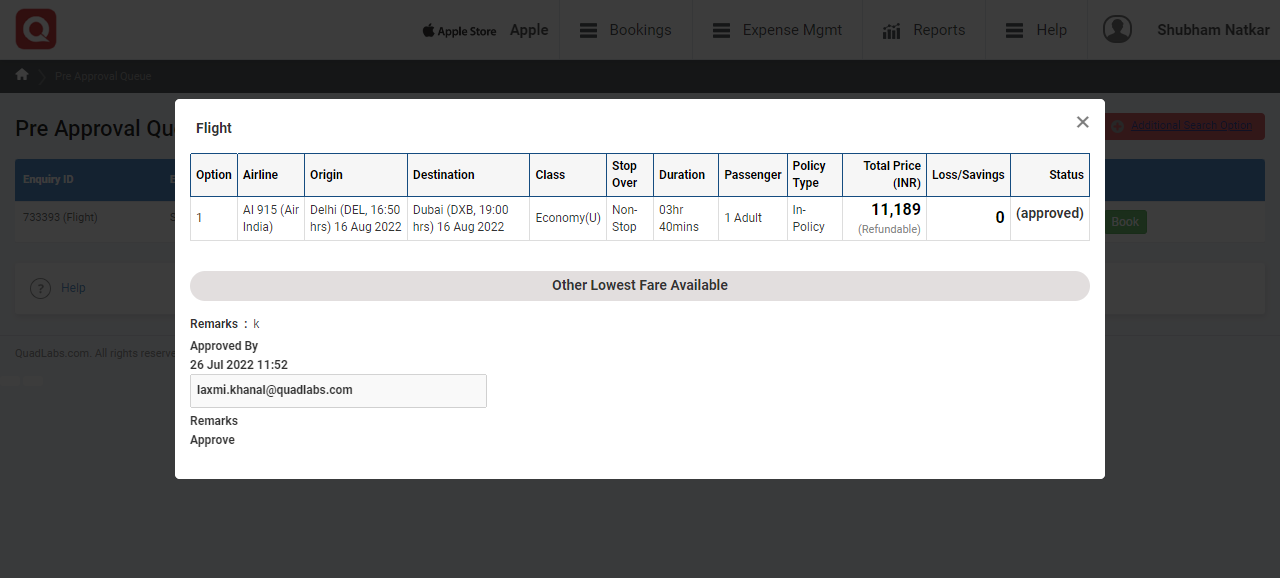 Apple Store Apple Bookings Expense Mgmt Reports Help Shubham Natkar
Pre Approval Queue
Pre Approval Qu
Additional Search Option
Enquiry ID
733393 (Flight)
Book
? Help
QuadLabs.com. All rights reserve
Flight
Option Airline Origin Destination Class Stop Over Duration Passenger Policy Type Total Price (INR) Loss/Savings Status
1 AI 915 (Air India) Delhi (DEL, 16:50 hrs) 16 Aug 2022 Dubai (DXB, 19:00 hrs) 16 Aug 2022 Economy(U) Non-Stop 03hr 40mins 1 Adult In-Policy 11,189 (Refundable) 0 (approved)
Other Lowest Fare Available
Remarks : k
Approved By
26 Jul 2022 11:52
laxmi.khanal@quadlabs.com
Remarks
Approve